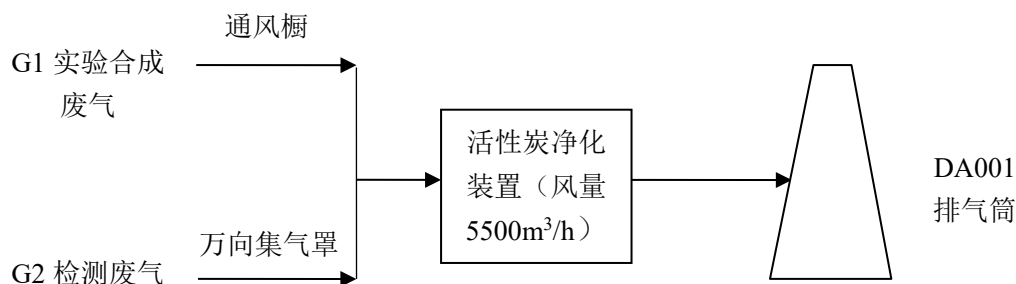 通风橱
G1 实验合成
废气
活性炭净化
装置（风量
5500m³/h）
DA001
排气筒
万向集气罩
G2 检测废气